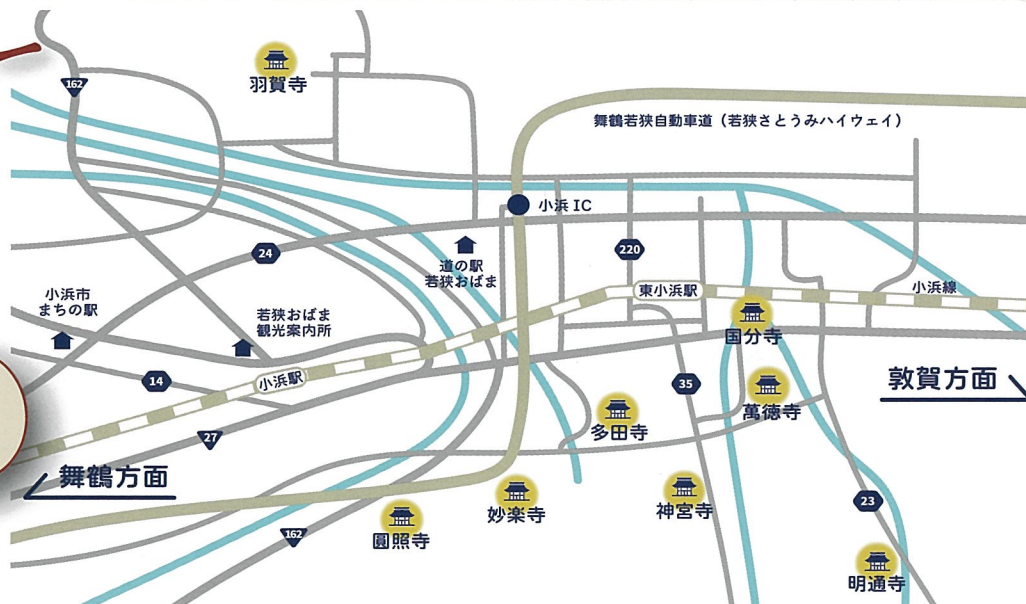 162
羽賀寺
舞鶴若狭自動車道（若狭さとうみハイウェイ）
小浜 IC
24
220
道の駅
若狭おばま
東小浜駅
小浜線
小浜市
まちの駅
若狭おばま
観光案内所
国分寺
14
小浜駅
35
萬徳寺
敦賀方面
多田寺
27
舞鶴方面
妙楽寺
神宮寺
23
圓照寺
162
明通寺